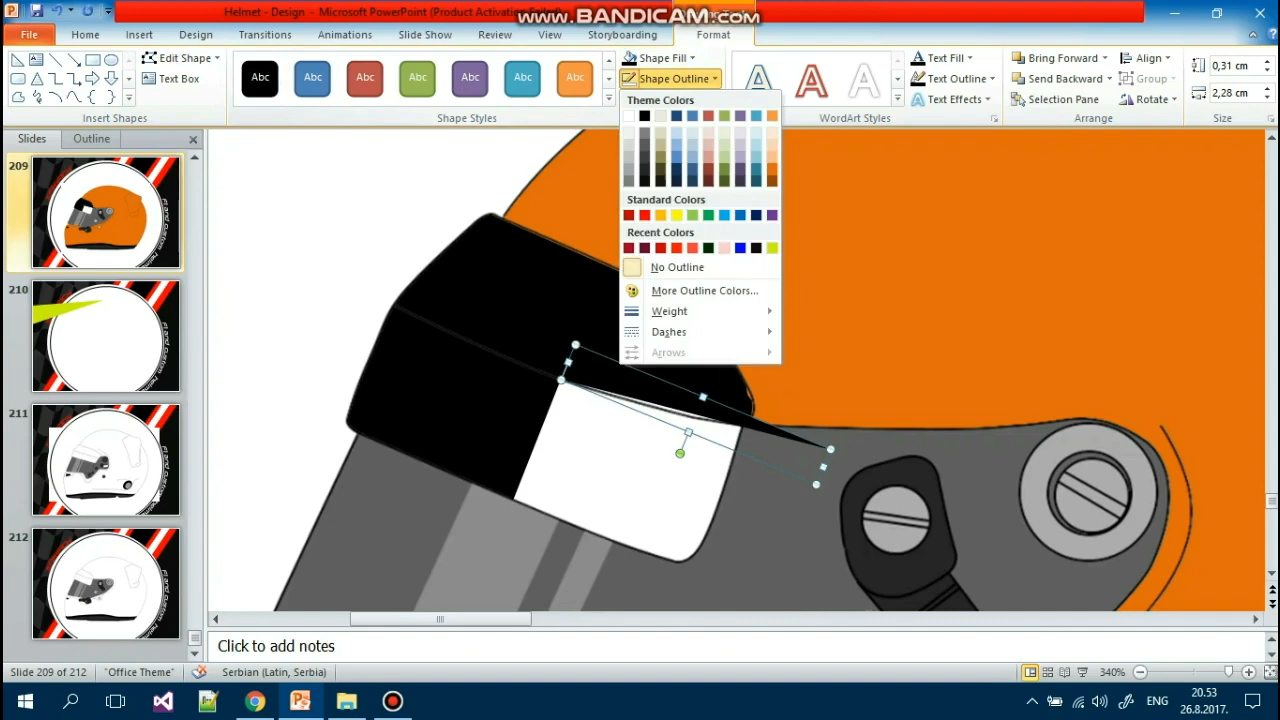 Helmet - Design - Microsoft PowerPoint (Product Activation Failed)
www.BANDICAM.com
File
Home
Insert
Design
Transitions
Animations
Slide Show
Review
View
Storyboarding
Format
Edit Shape
Text Box
Insert Shapes
Abc
Abc
Abc
Abc
Abc
Abc
Abc
Shape Styles
Shape Fill
Shape Outline
A
A
A
WordArt Styles
Text Fill
Text Outline
Text Effects
Bring Forward
Send Backward
Selection Pane
Align
Group
Rotate
Arrange
0,31 cm
2,28 cm
Size
Theme Colors
Standard Colors
Recent Colors
No Outline
More Outline Colors...
Weight
Dashes
Arrows
Slides
Outline
209
210
211
212
Click to add notes
Slide 209 of 212
"Office Theme"
Serbian (Latin, Serbia)
340%
ENG
20.53
26.8.2017.